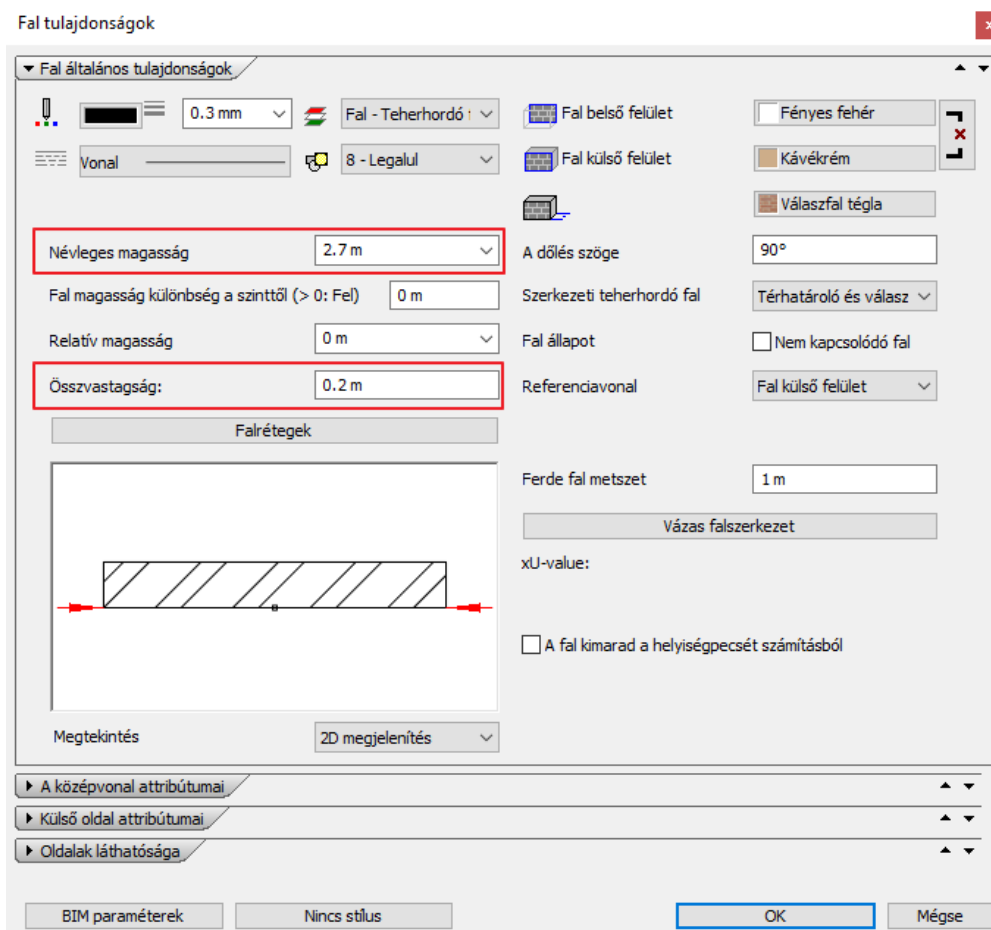 Fal tulajdonságok
Fal általános tulajdonságok
0.3 mm
Fal - Teherhordó
Fal belső felület
Fényes fehér
Vonal
8 - Legalul
Fal külső felület
Kávékrém
Válaszfal tégla
Névleges magasság
2.7 m
A dőlés szöge
90°
Fal magasság különbség a szinttől (> 0: Fel)
0 m
Szerkezeti teherhordó fal
Térhatároló és válasz
Relatív magasság
0 m
Fal állapot
Nem kapcsolódó fal
Összvastagság:
0.2 m
Referenciavonal
Fal külső felület
Falrétegek
Ferde fal metszet
1 m
Vázas falszerkezet
xU-value:
A fal kimarad a helyiségpecsét számításból
Megtekintés
2D megjelenítés
A középvonal attribútumai
Külső oldal attribútumai
Oldalak láthatósága
BIM paraméterek
Nincs stílus
OK
Mégse